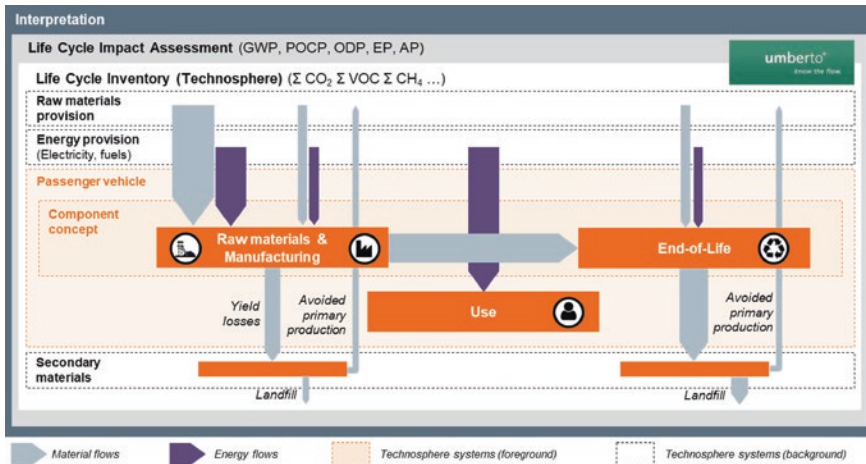 Interpretation
Life Cycle Impact Assessment (GWP, POCP, ODP, EP, AP)
umberto+
know the flow.
Life Cycle Inventory (Technosphere) (Σ CO₂ Σ VOC Σ CH₄ ...)
Raw materials
provision
Energy provision
(Electricity, fuels)
Passenger vehicle
Component
concept
Raw materials &
Manufacturing
End-of-Life
Use
Yield
losses
Avoided
primary
production
Avoided
primary
production
Secondary
materials
Landfill
Landfill
Material flows
Energy flows
Technosphere systems (foreground)
Technosphere systems (background)